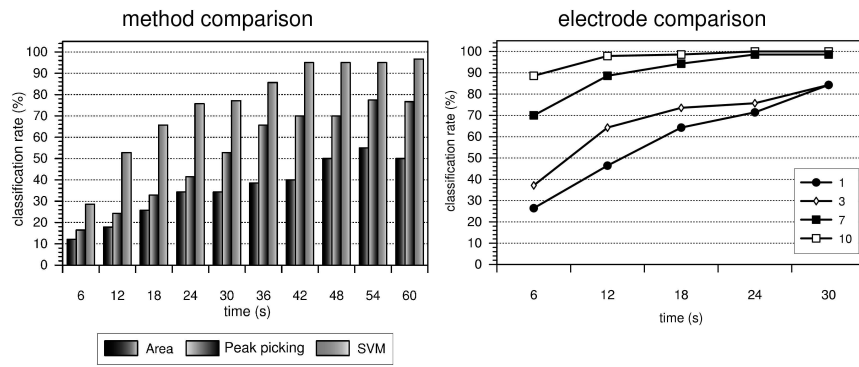 method comparison
classification rate (%)
100
90
80
70
60
50
40
30
20
10
0
6 12 18 24 30 36 42 48 54 60
time (s)
Area Peak picking SVM
electrode comparison
classification rate (%)
100
90
80
70
60
50
40
30
20
10
0
1
3
7
10
6 12 18 24 30
time (s)